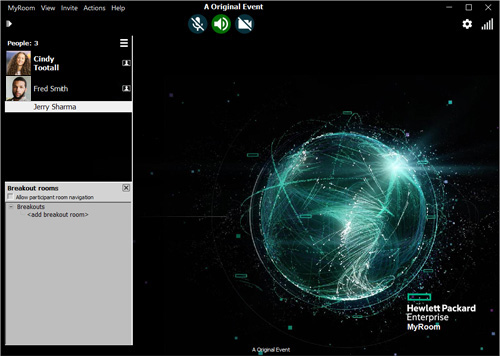 MyRoom View Invite Actions Help
A Original Event
People: 3
Cindy
Tootall
Fred Smith
Jerry Sharma
Breakout rooms
Allow participant room navigation
Breakouts
<add breakout room>
Hewlett Packard
Enterprise
MyRoom
A Original Event